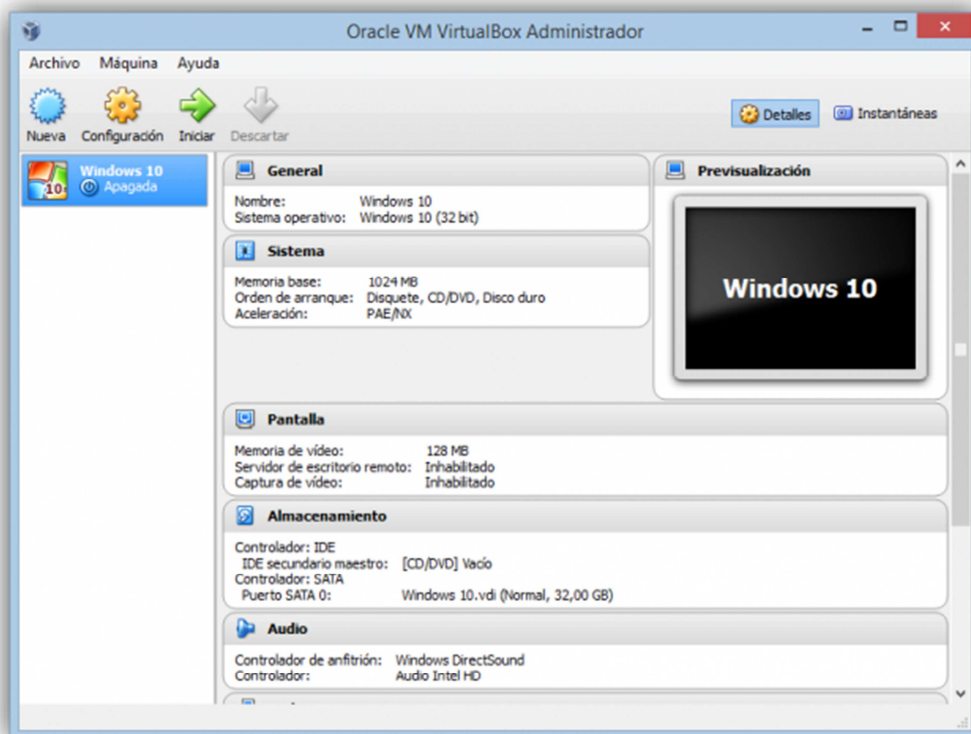 Oracle VM VirtualBox Administrador
Archivo Máquina Ayuda
Nueva Configuración Iniciar Descartar
Detalles Instantáneas
Windows 10
Apagada
10
General
Nombre: Windows 10
Sistema operativo: Windows 10 (32 bit)
Sistema
Memoria base: 1024 MB
Orden de arranque: Disquete, CD/DVD, Disco duro
Aceleración: PAE/NX
Previsualización
Windows 10
Pantalla
Memoria de vídeo: 128 MB
Servidor de escritorio remoto: Inhabilitado
Captura de vídeo: Inhabilitado
Almacenamiento
Controlador: IDE
IDE secundario maestro: [CD/DVD] Vacío
Controlador: SATA
Puerto SATA 0: Windows 10.vdi (Normal, 32,00 GB)
Audio
Controlador de anfitrión: Windows DirectSound
Controlador: Audio Intel HD